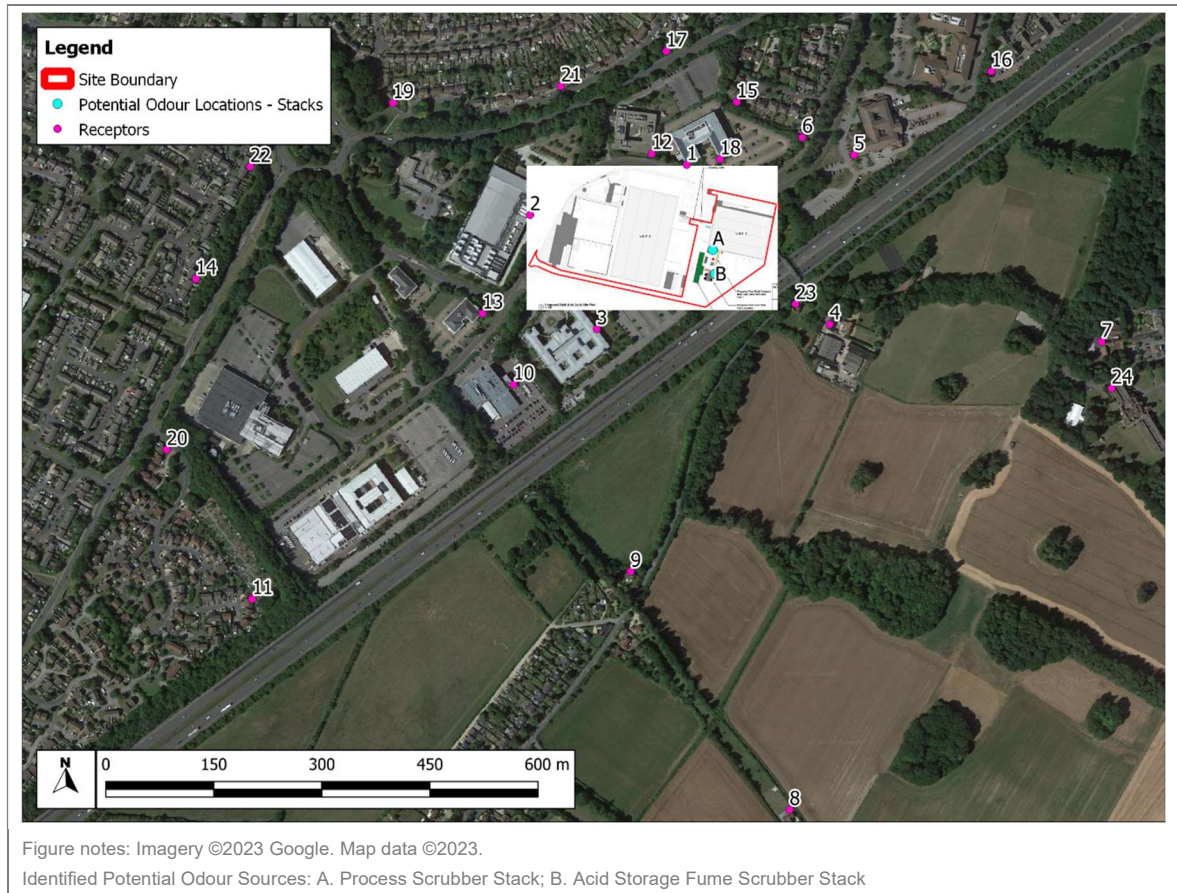 Legend
Site Boundary
Potential Odour Locations - Stacks
Receptors
17
16
21
19
15
6
5
12
1
18
22
2
A
B
14
13
3
23
4
7
10
24
20
9
11
N
0 150 300 450 600 m
8
Figure notes: Imagery ©2023 Google. Map data ©2023.
Identified Potential Odour Sources: A. Process Scrubber Stack; B. Acid Storage Fume Scrubber Stack